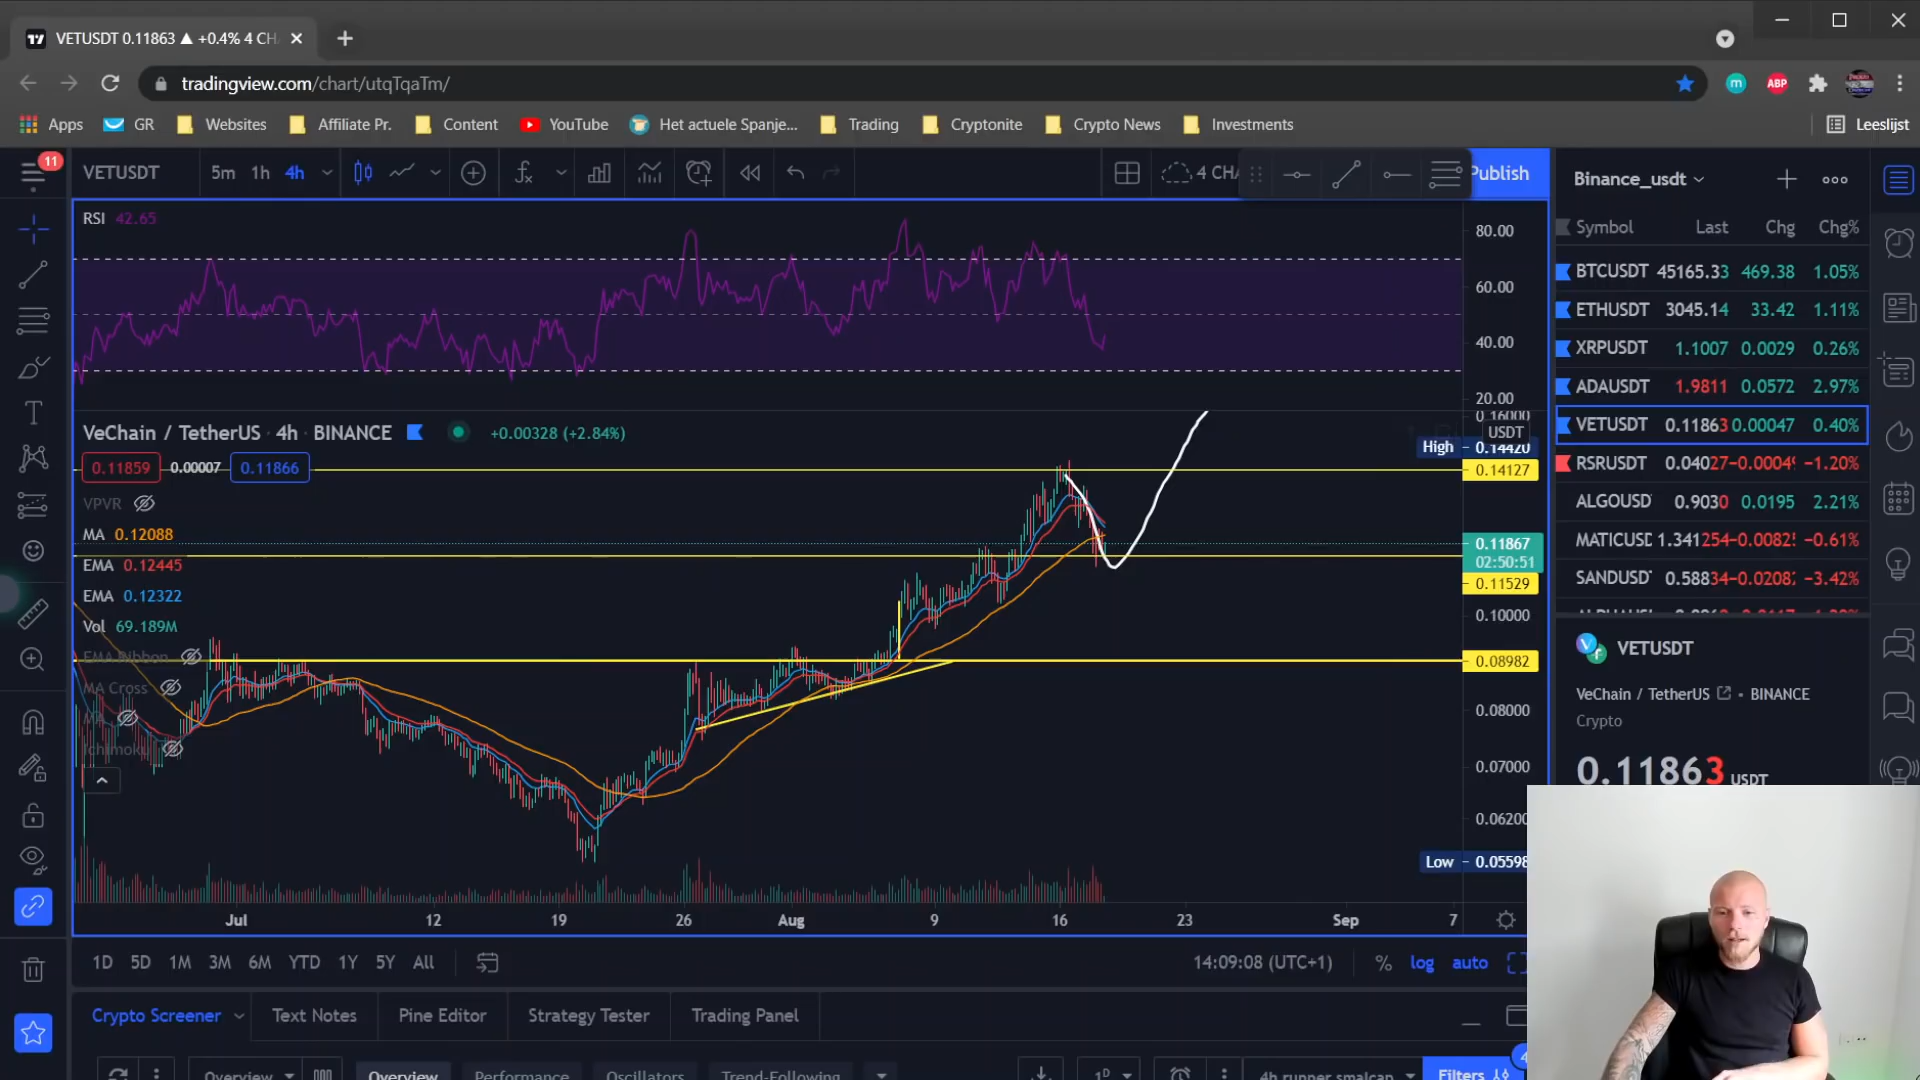 VETUSDT 0.11863 ▲ +0.4% 4 CH
tradingview.com/chart/utqTqaTm/
m
ABP
Apps
GR
Websites
Affiliate Pr.
Content
YouTube
Het actuele Spanje...
Trading
Cryptonite
Crypto News
Investments
Leeslijst
11
VETUSDT
5m
1h
4h
4 CHA
Publish
Binance_usdt
RSI 42.65
80.00
60.00
40.00
20.00
Symbol Last Chg Chg%
BTCUSDT 45165.33 469.38 1.05%
ETHUSDT 3045.14 33.42 1.11%
XRPUSDT 1.1007 0.0029 0.26%
ADAUSDT 1.9811 0.0572 2.97%
VETUSDT 0.11863 0.00047 0.40%
RSRUSDT 0.04027 −0.0004 −1.20%
ALGOUSD 0.9030 0.0195 2.21%
MATICUSD 1.341254 −0.0082 −0.61%
SANDUSD 0.58834 −0.0208 −3.42%
VeChain / TetherUS · 4h · BINANCE
+0.00328 (+2.84%)
0.11859 0.00007 0.11866
VPVR
MA 0.12088
EMA 0.12445
EMA 0.12322
Vol 69.189M
EMA Ribbon
MA Cross
MA
Ichimoku
0.16000
USDT
High 0.14420
0.14127
0.11867
02:50:51
0.11529
0.10000
0.08982
0.08000
0.07000
0.06200
Low 0.05598
Jul 12 19 26 Aug 9 16 23 Sep 7
VETUSDT
VeChain / TetherUS • BINANCE
Crypto
0.11863 USDT
1D 5D 1M 3M 6M YTD 1Y 5Y All
14:09:08 (UTC+1)
%
log
auto
Crypto Screener
Text Notes
Pine Editor
Strategy Tester
Trading Panel
Overview
Overview
Performance
Oscillators
Trend-Following
1D
4h runner smalcap
Filters
4